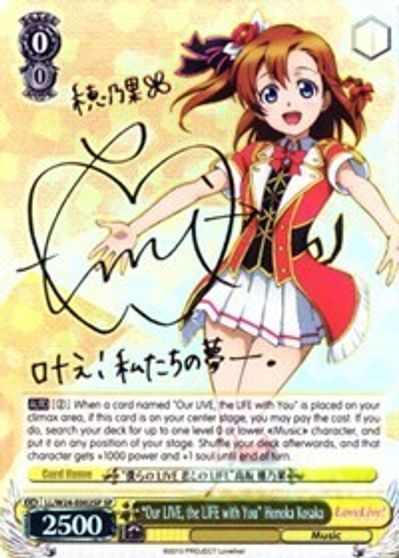 0
0
穂乃果
叶え!私たちの夢ー。
AUTO [②] When a card named "Our LIVE, the LIFE with You" is placed on your
climax area, if this card is on your center stage, you may pay the cost. If you
do, search your deck for up to one level 0 or lower «Music» character, and
put it on any position of your stage. Shuffle your deck afterwards, and that
character gets +1000 power and +1 soul until end of turn.
Card Name
"僕らのLIVE 君とのLIFE"高坂 穂乃果
"Our LIVE, the LIFE with You" Honoka Kosaka
LoveLive!
2500
Music
©2013 PROJECT Lovelive!